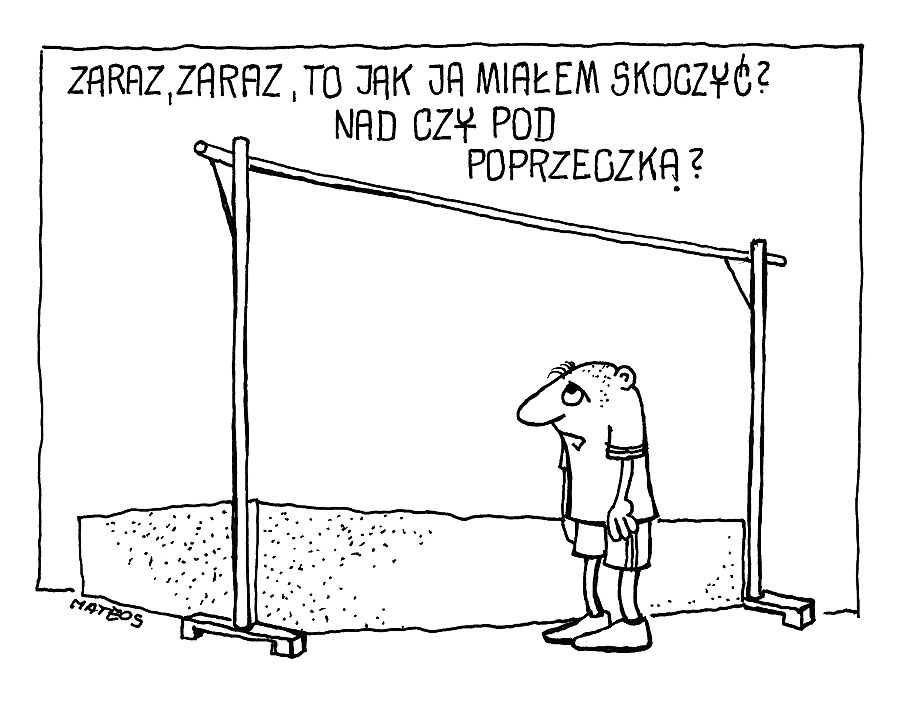 ZARAZ, ZARAZ, TO JAK JA MIAŁEM SKOCZYĆ?
NAD CZY POD
POPRZECZKĄ?
MATEOS